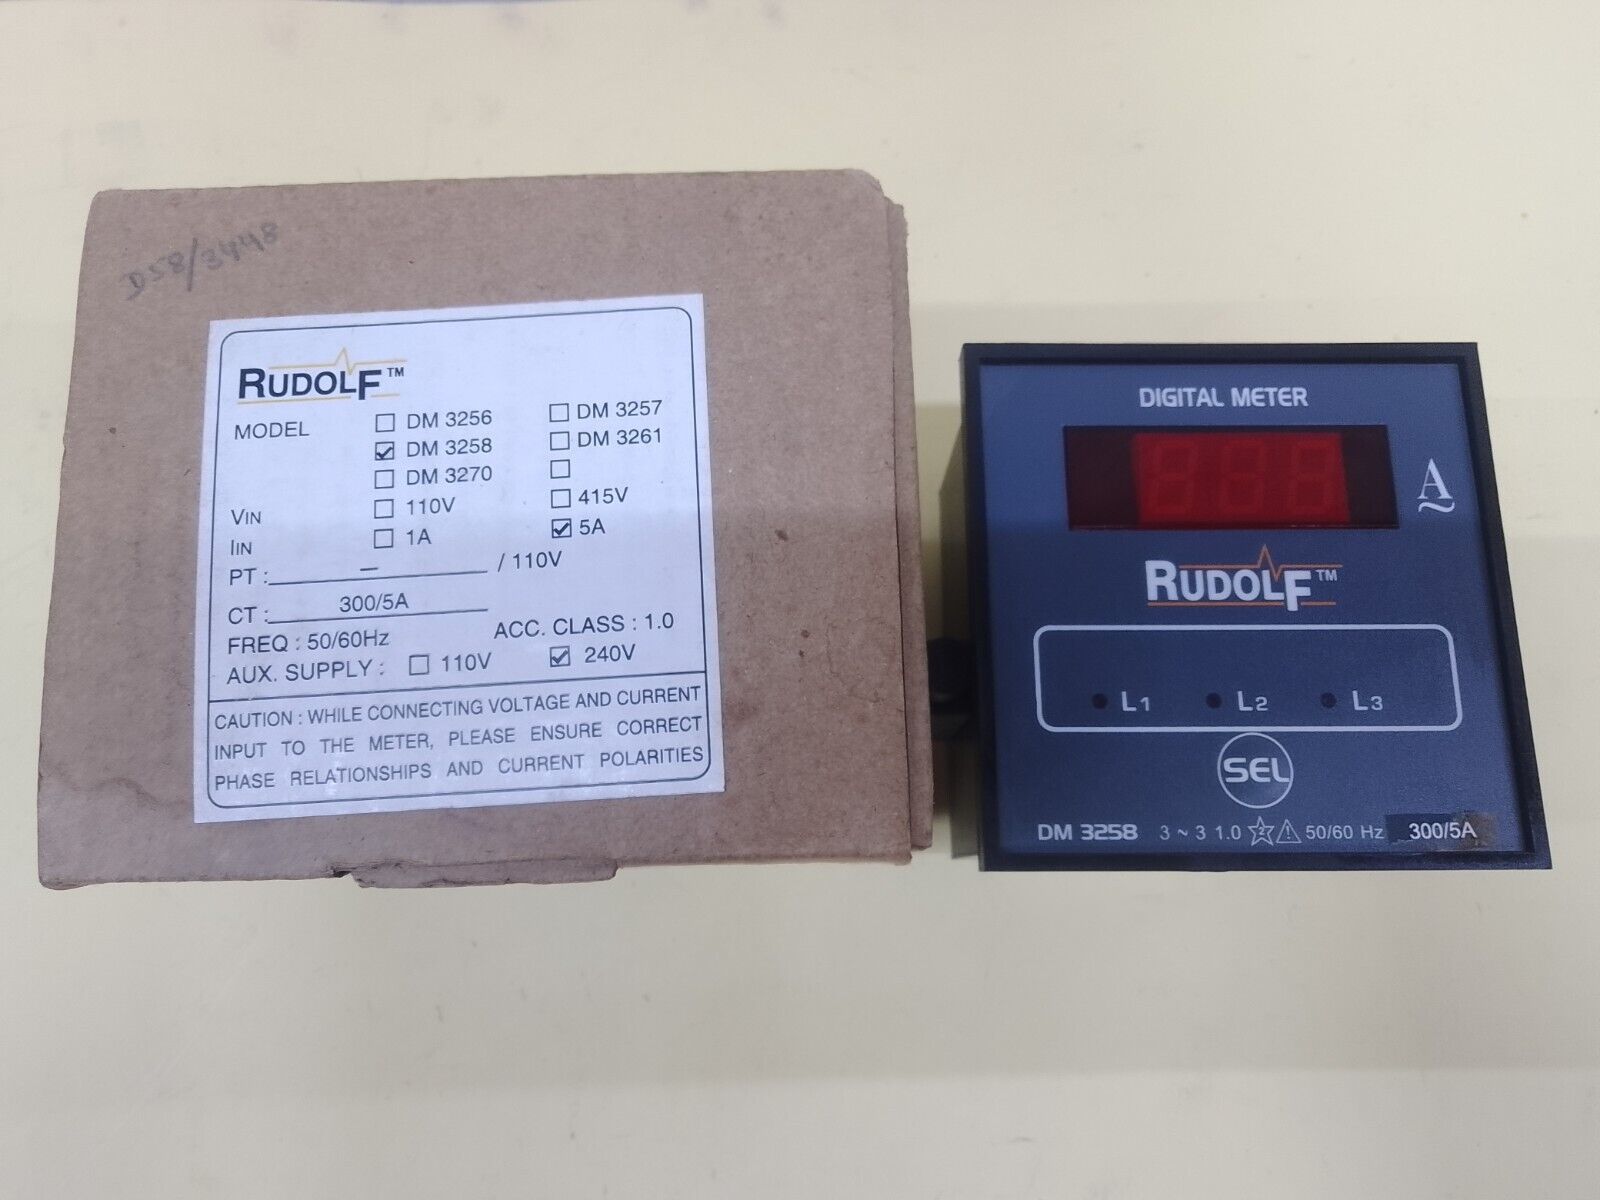 D58/3448
RUDOLF™
MODEL DM 3256 DM 3257
DM 3258 DM 3261
DM 3270
VIN 110V 415V
IIN 1A 5A
PT : – / 110V
CT : 300/5A
FREQ : 50/60Hz ACC. CLASS : 1.0
AUX. SUPPLY : 110V 240V
CAUTION : WHILE CONNECTING VOLTAGE AND CURRENT
INPUT TO THE METER, PLEASE ENSURE CORRECT
PHASE RELATIONSHIPS AND CURRENT POLARITIES
DIGITAL METER
A
RUDOLF™
L1 L2 L3
SEL
DM 3258 3 ~ 3 1.0 2 ! 50/60 Hz 300/5A